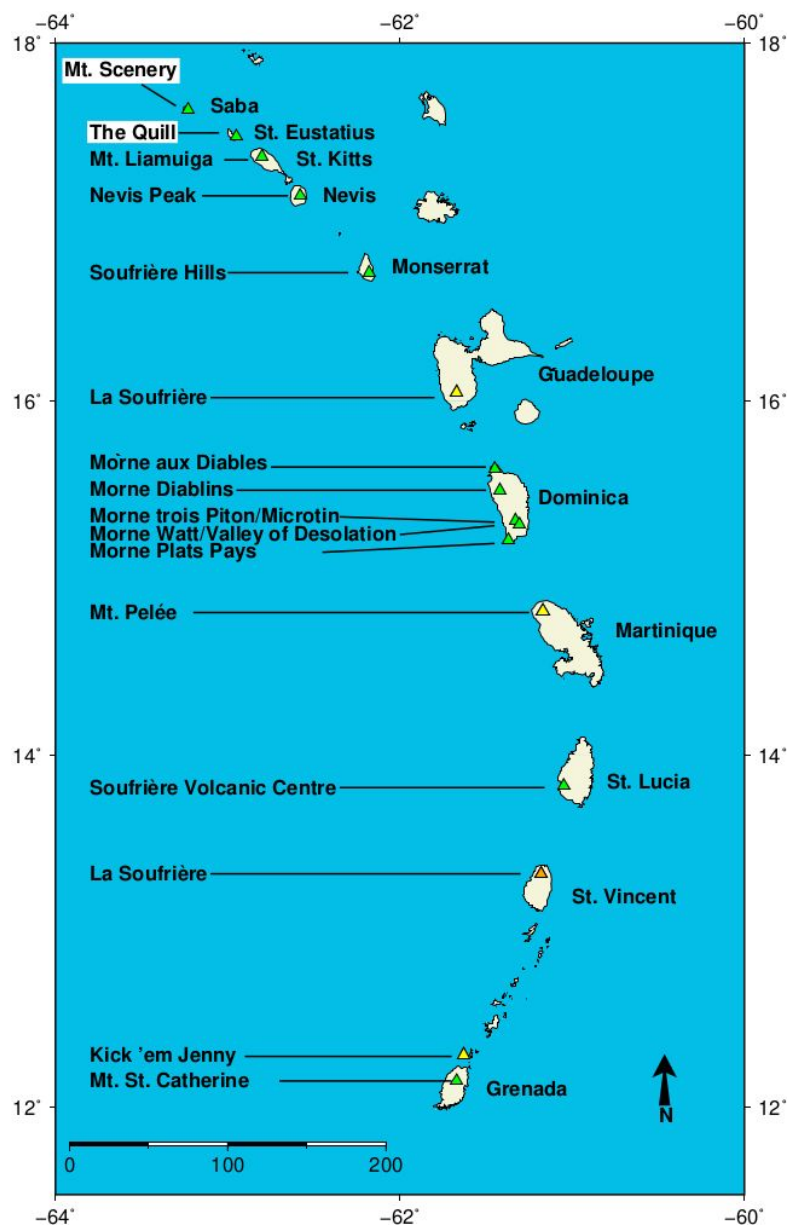 −64˚ −62˚ −60˚
18˚ 18˚
Mt. Scenery
Saba
The Quill St. Eustatius
Mt. Liamuiga St. Kitts
Nevis Peak Nevis
Soufrière Hills Monserrat
Guadeloupe
La Soufrière
16˚ 16˚
Morne aux Diables
Morne Diablins Dominica
Morne trois Piton/Microtin
Morne Watt/Valley of Desolation
Morne Plats Pays
Mt. Pelée Martinique
14˚ 14˚
Soufrière Volcanic Centre St. Lucia
La Soufrière
St. Vincent
Kick 'em Jenny
Mt. St. Catherine Grenada
N
12˚ 12˚
0 100 200
−64˚ −62˚ −60˚